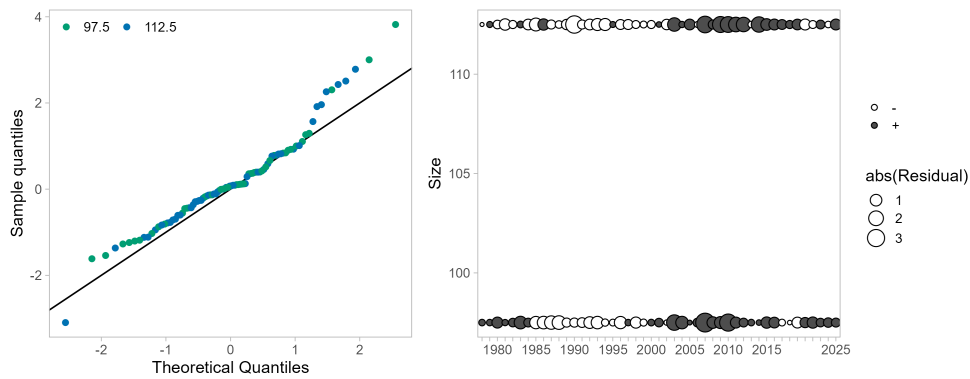 97.5 112.5
Sample quantiles
4
2
0
-2
-2 -1 0 1 2
Theoretical Quantiles
Size
110
105
100
1980 1985 1990 1995 2000 2005 2010 2015 2025
-
+
abs(Residual)
1
2
3